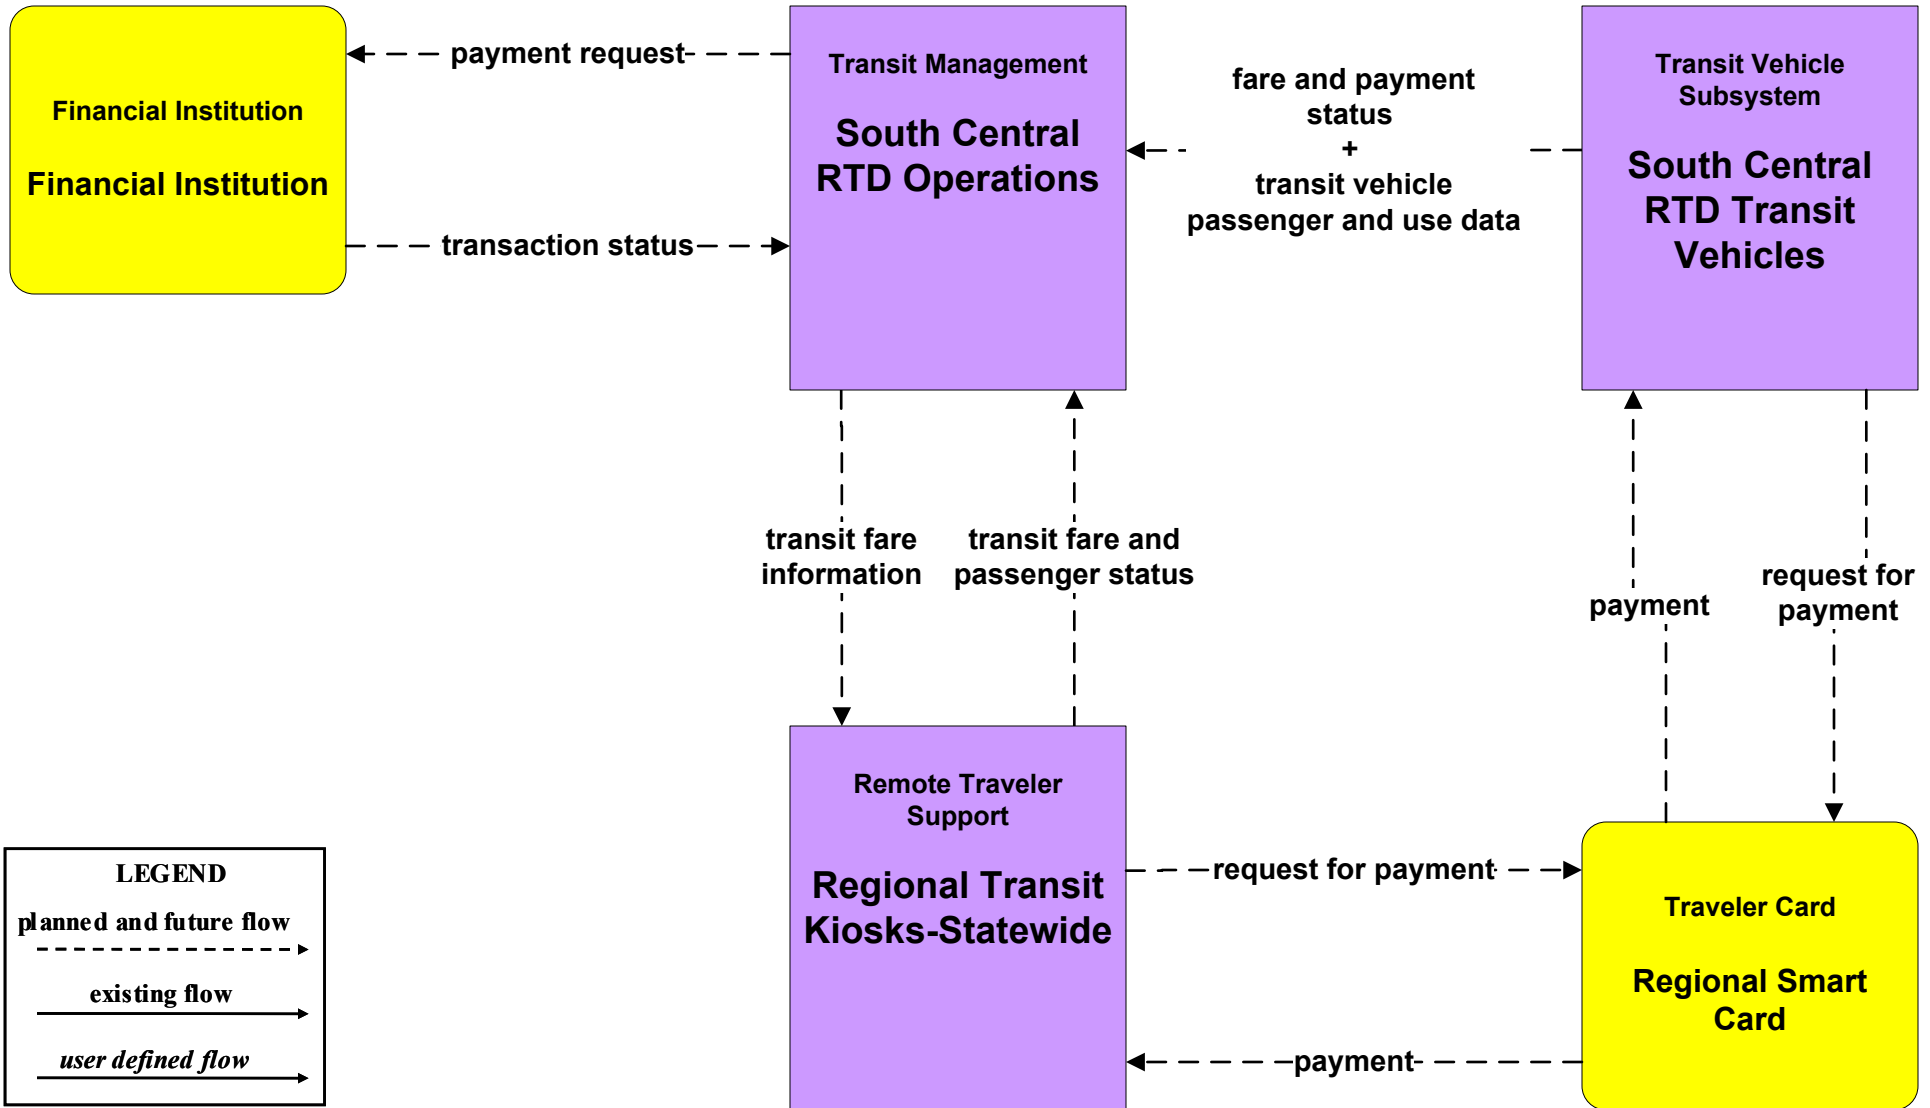 Financial Institution
Financial Institution
payment request
transaction status
Transit Management
South Central
RTD Operations
fare and payment
status
+
transit vehicle
passenger and use data
Transit Vehicle
Subsystem
South Central
RTD Transit
Vehicles
transit fare
information
transit fare and
passenger status
payment
request for
payment
Remote Traveler
Support
Regional Transit
Kiosks-Statewide
request for payment
payment
Traveler Card
Regional Smart
Card
LEGEND
planned and future flow
existing flow
user defined flow